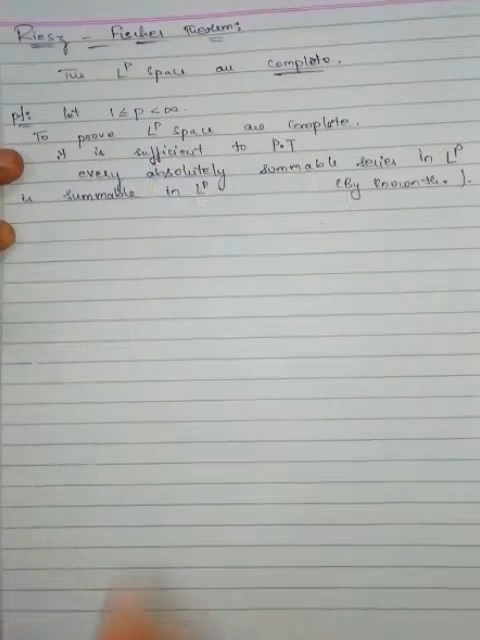 Riesz - Fischer Theorem:
The L^p space are complete.
pf: let 1 ≤ p < ∞.
To prove L^p space are complete.
it is sufficient to P.T
every absolutely summable series in L^p
is summable in L^p (By known th.).